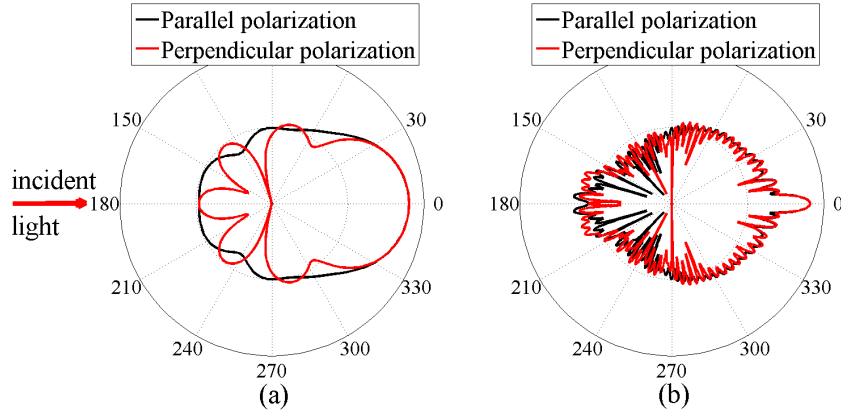 Parallel polarization
Perpendicular polarization
150
30
incident
light
180
0
210
330
240
300
270
(a)
Parallel polarization
Perpendicular polarization
150
30
180
0
210
330
240
300
270
(b)